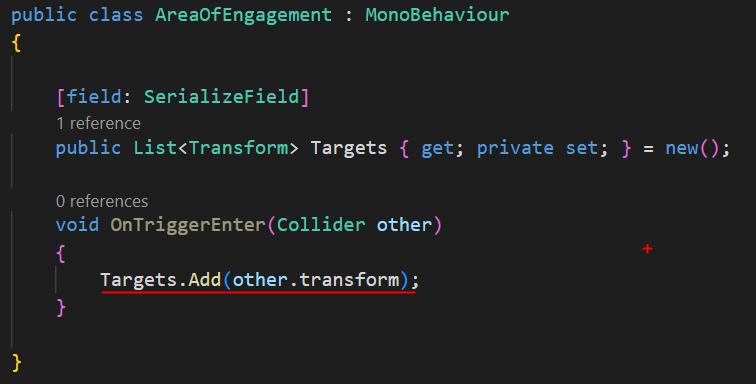 public class AreaOfEngagement : MonoBehaviour
{
[field: SerializeField]
1 reference
public List<Transform> Targets { get; private set; } = new();
0 references
void OnTriggerEnter(Collider other)
{
Targets.Add(other.transform);
}
}